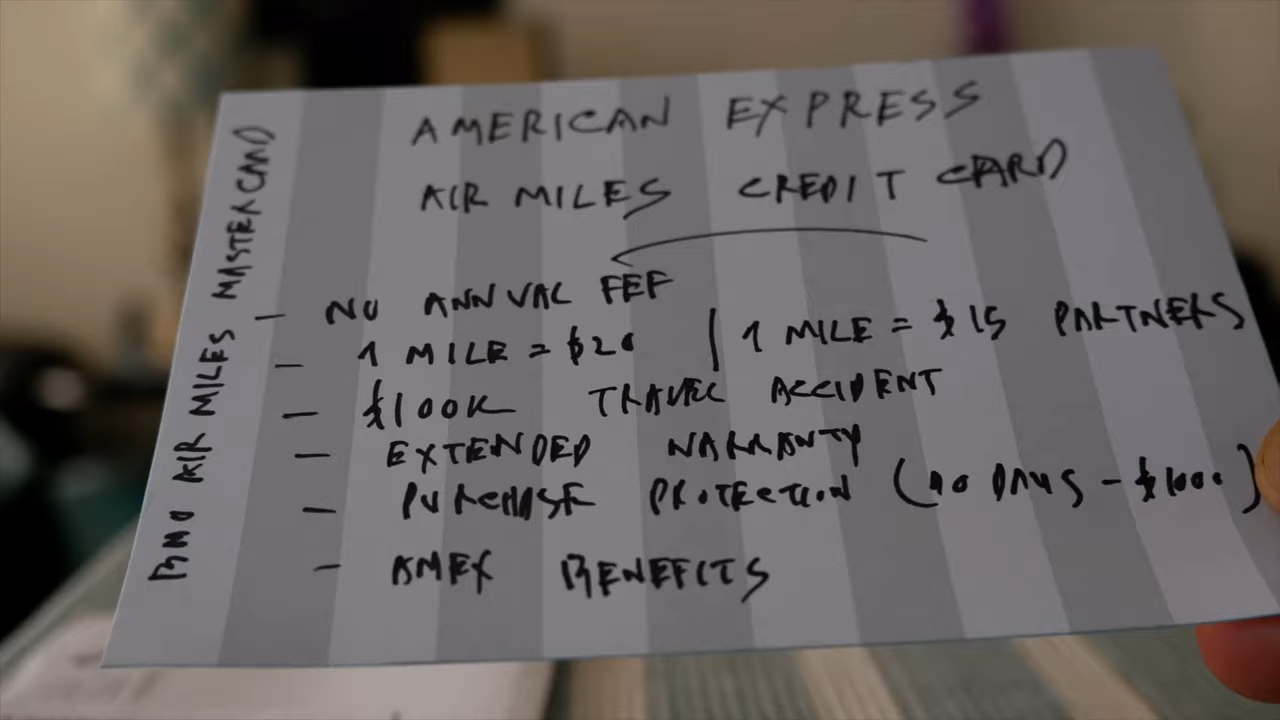 AMERICAN EXPRESS
AIR MILES CREDIT CARD
- NO ANNUAL FEE
- 1 MILE = $20 | 1 MILE = $15 PARTNERS
- $100K TRAVEL ACCIDENT
- EXTENDED WARRANTY
- PURCHASE PROTECTION (90 DAYS - $1000)
- AMEX BENEFITS
BMO AIR MILES MASTERCARD